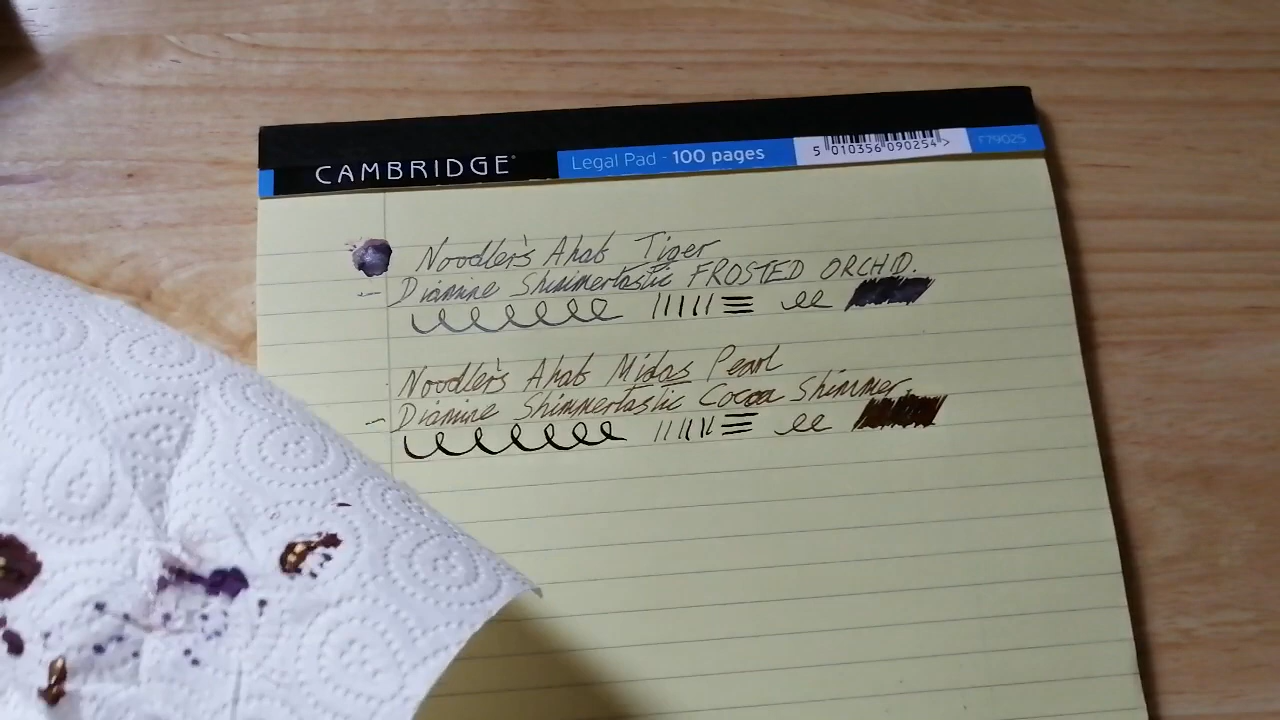 CAMBRIDGE
Legal Pad - 100 pages
5 010356 090254 >
F79025
Noodler's Ahab Tiger
- Diamine Shimmertastic FROSTED ORCHID.
Noodler's Ahab Midas Pearl
- Diamine Shimmertastic Cocoa Shimmer.